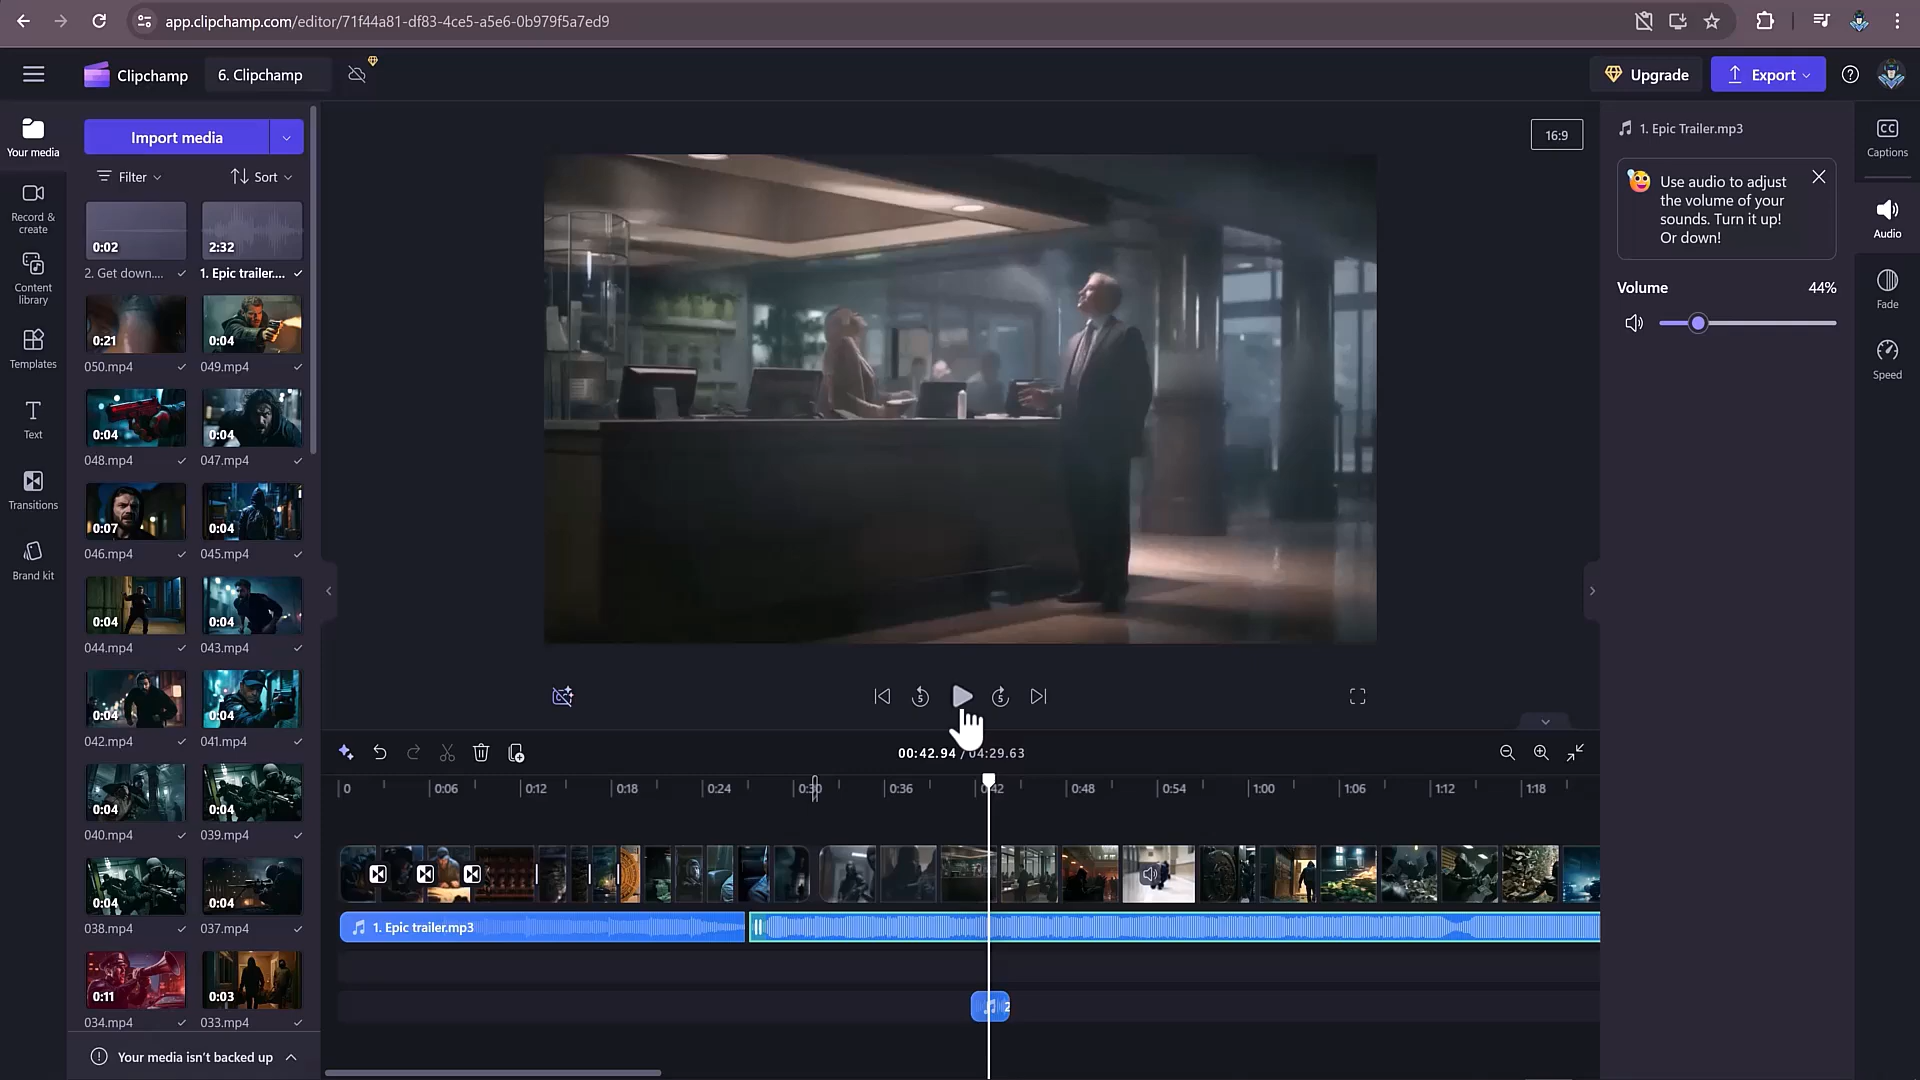 app.clipchamp.com/editor/71f44a81-df83-4ce5-a5e6-0b979f5a7ed9
Clipchamp
6. Clipchamp
Upgrade
Export
Your media
Record &
create
Content
library
Templates
Text
Transitions
Brand kit
Import media
Filter
Sort
0:02
2:32
2. Get down....
1. Epic trailer....
0:21
0:04
050.mp4
049.mp4
0:04
0:04
048.mp4
047.mp4
0:07
0:04
046.mp4
045.mp4
0:04
0:04
044.mp4
043.mp4
0:04
0:04
042.mp4
041.mp4
0:04
0:04
040.mp4
039.mp4
0:04
0:04
038.mp4
037.mp4
0:11
0:03
034.mp4
033.mp4
Your media isn't backed up
16:9
5
5
00:42.94 / 04:29.63
0
0:06
0:12
0:18
0:24
0:30
0:36
0:42
0:48
0:54
1:00
1:06
1:12
1:18
1. Epic trailer.mp3
2
1. Epic Trailer.mp3
Use audio to adjust
the volume of your
sounds. Turn it up!
Or down!
Volume
44%
CC
Captions
Audio
Fade
Speed